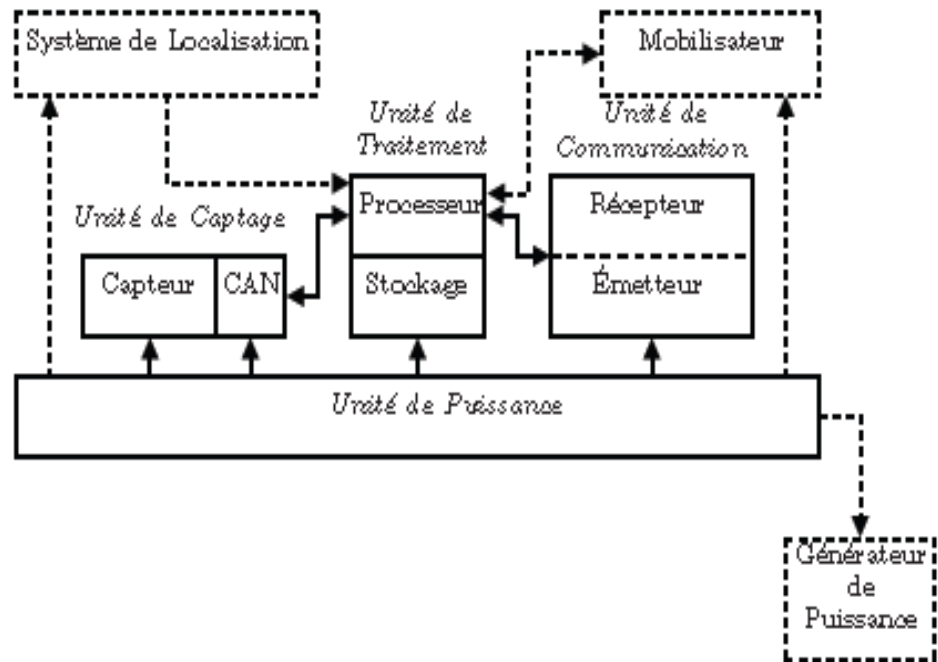 Système de Localisation
Mobilisateur
Unité de
Traitement
Unité de
Communication
Unité de Captage
Processeur
Récepteur
Capteur
CAN
Stockage
Émetteur
Unité de Puissance
Générateur
de
Puissance